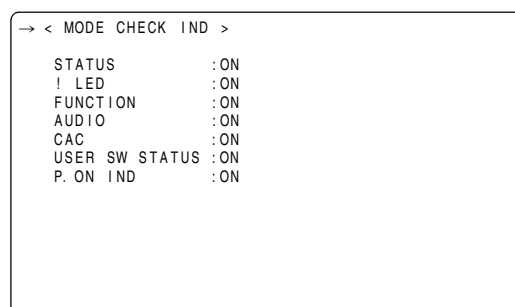 → < MODE CHECK IND >
STATUS :ON
! LED :ON
FUNCTION :ON
AUDIO :ON
CAC :ON
USER SW STATUS :ON
P. ON IND :ON